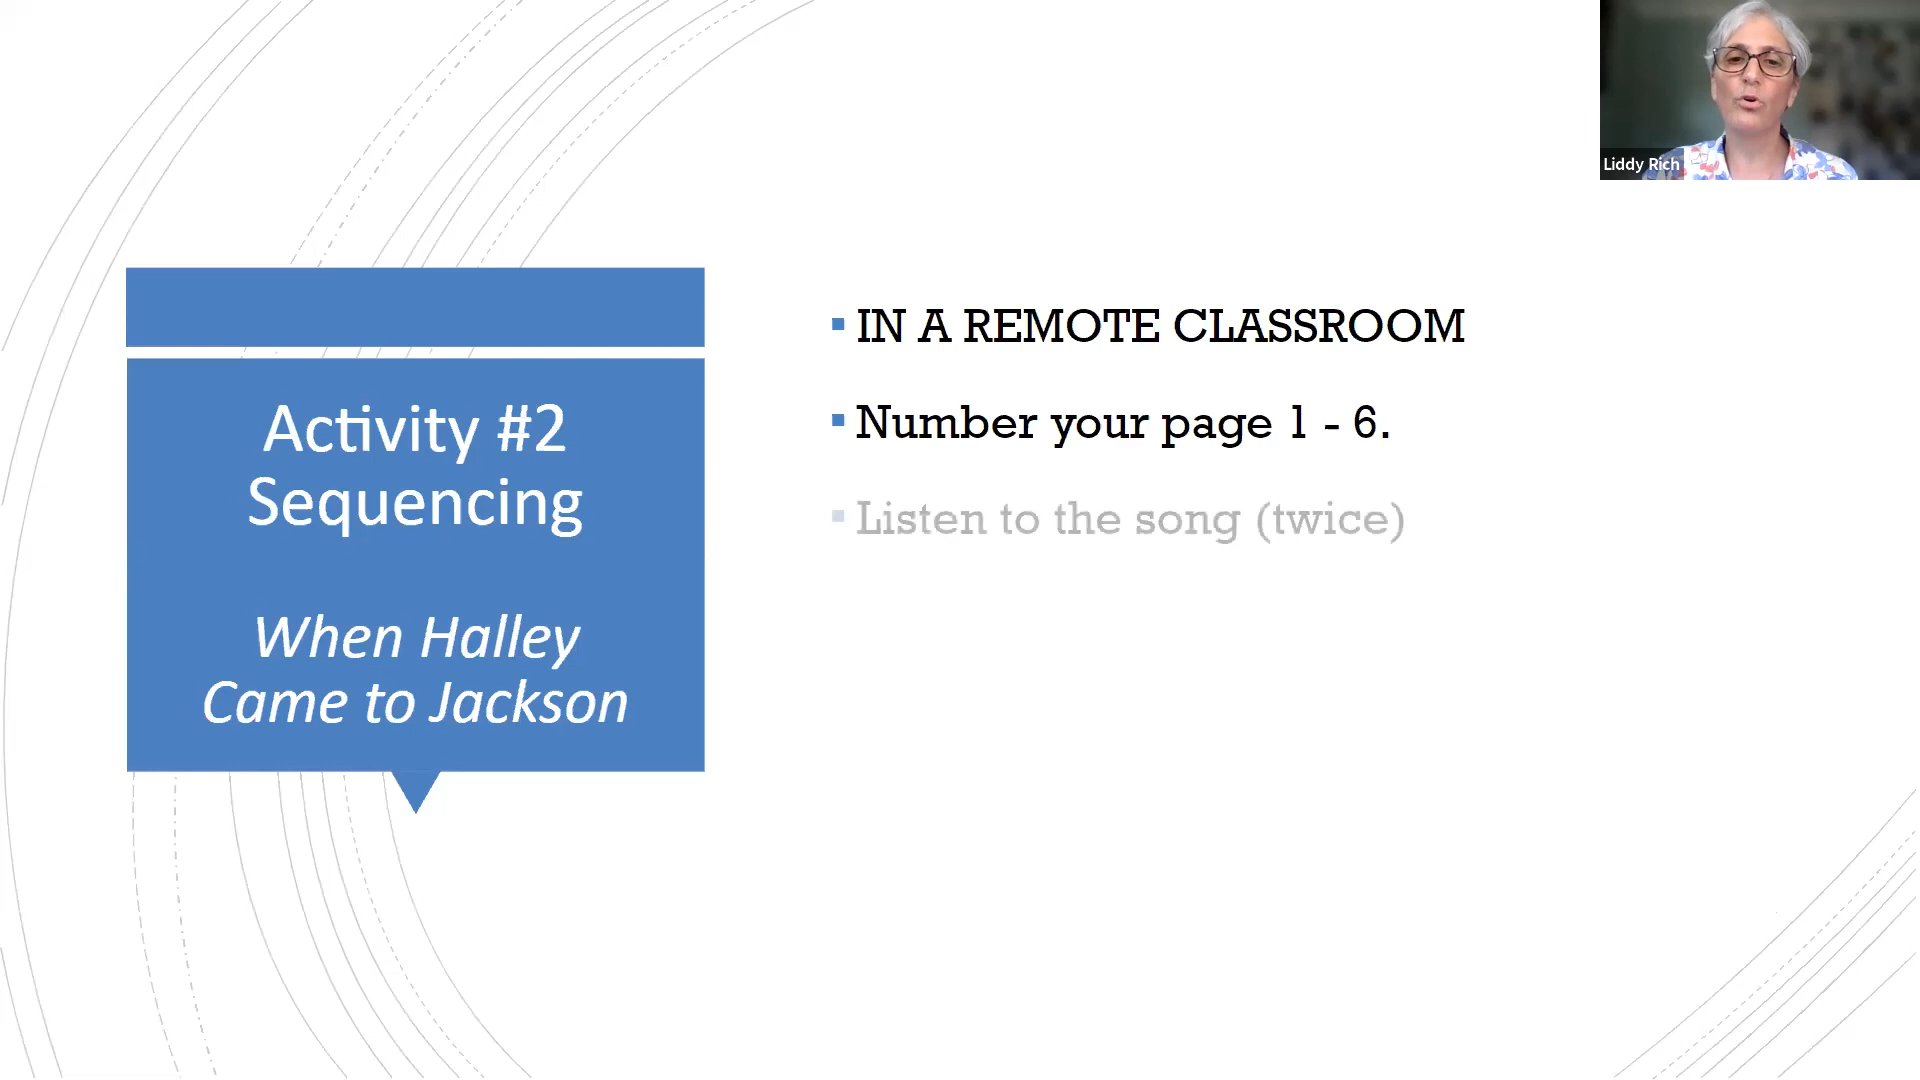 Activity #2
Sequencing
When Halley
Came to Jackson
IN A REMOTE CLASSROOM
Number your page 1 - 6.
Listen to the song (twice)
Liddy Rich